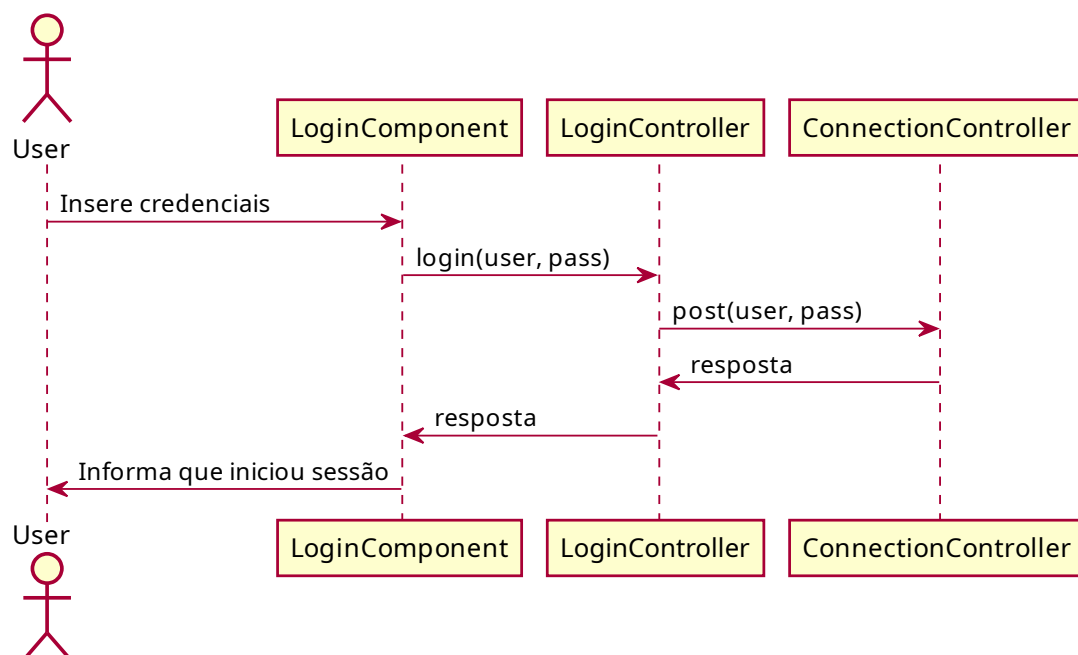 User
LoginComponent
LoginController
ConnectionController
Insere credenciais
login(user, pass)
post(user, pass)
resposta
resposta
Informa que iniciou sessão
User
LoginComponent
LoginController
ConnectionController